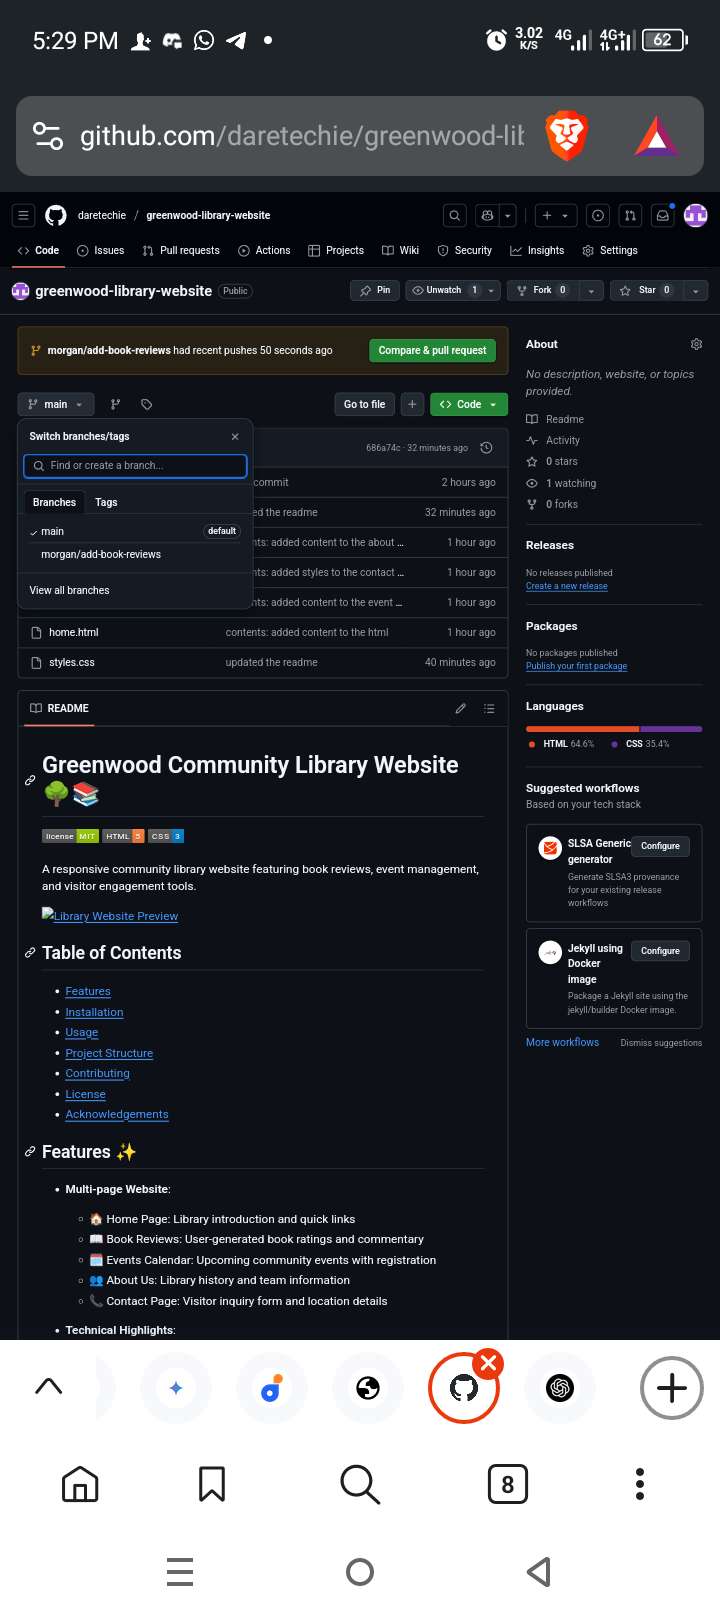 5:29 PM
3.02 K/S
4G
4G+
62
github.com/daretechie/greenwood-lib
daretechie / greenwood-library-website
Code Issues Pull requests Actions Projects Wiki Security Insights Settings
greenwood-library-website Public
Pin Unwatch 1 Fork 0 Star 0
morgan/add-book-reviews had recent pushes 50 seconds ago
Compare & pull request
main
Go to file
Code
Switch branches/tags
Find or create a branch...
Branches Tags
main default
morgan/add-book-reviews
View all branches
686a74c · 32 minutes ago
commit 2 hours ago
ed the readme 32 minutes ago
nts: added content to the about ... 1 hour ago
nts: added styles to the contact ... 1 hour ago
nts: added content to the event ... 1 hour ago
home.html contents: added content to the html 1 hour ago
styles.css updated the readme 40 minutes ago
README
Greenwood Community Library Website
🌳📚
license MIT HTML 5 CSS 3
A responsive community library website featuring book reviews, event management,
and visitor engagement tools.
Library Website Preview
Table of Contents
• Features
• Installation
• Usage
• Project Structure
• Contributing
• License
• Acknowledgements
Features ✨
• Multi-page Website:
◦ 🏠 Home Page: Library introduction and quick links
◦ 📖 Book Reviews: User-generated book ratings and commentary
◦ 🗓️ Events Calendar: Upcoming community events with registration
◦ 👥 About Us: Library history and team information
◦ 📞 Contact Page: Visitor inquiry form and location details
• Technical Highlights:
About
No description, website, or topics
provided.
Readme
Activity
0 stars
1 watching
0 forks
Releases
No releases published
Create a new release
Packages
No packages published
Publish your first package
Languages
HTML 64.6% CSS 35.4%
Suggested workflows
Based on your tech stack
SLSA Generic
generator
Configure
Generate SLSA3 provenance
for your existing release
workflows
Jekyll using
Docker
image
Configure
Package a Jekyll site using the
jekyll/builder Docker image.
More workflows Dismiss suggestions
8